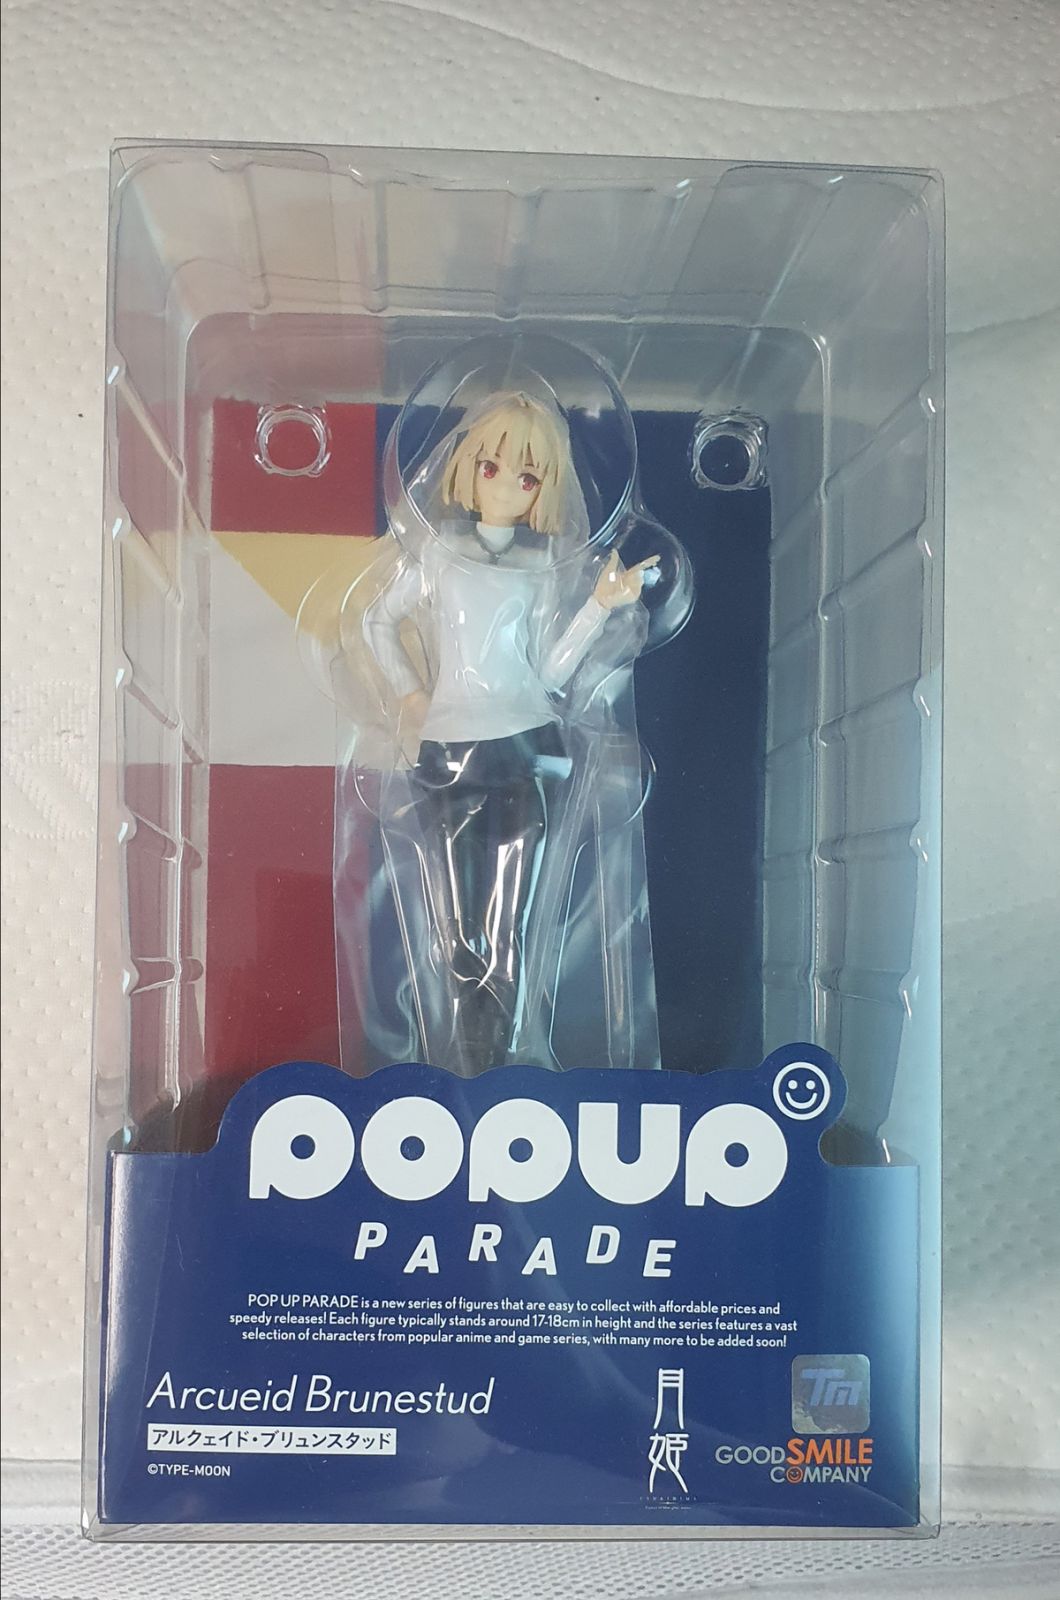 POPUP
PARADE
POP UP PARADE is a new series of figures that are easy to collect with affordable prices and
speedy releases! Each figure typically stands around 17-18cm in height and the series features a vast
selection of characters from popular anime and game series, with many more to be added soon!
Arcueid Brunestud
アルクェイド・ブリュンスタッド
©TYPE-MOON
月姫
TM
GOOD SMILE
COMPANY